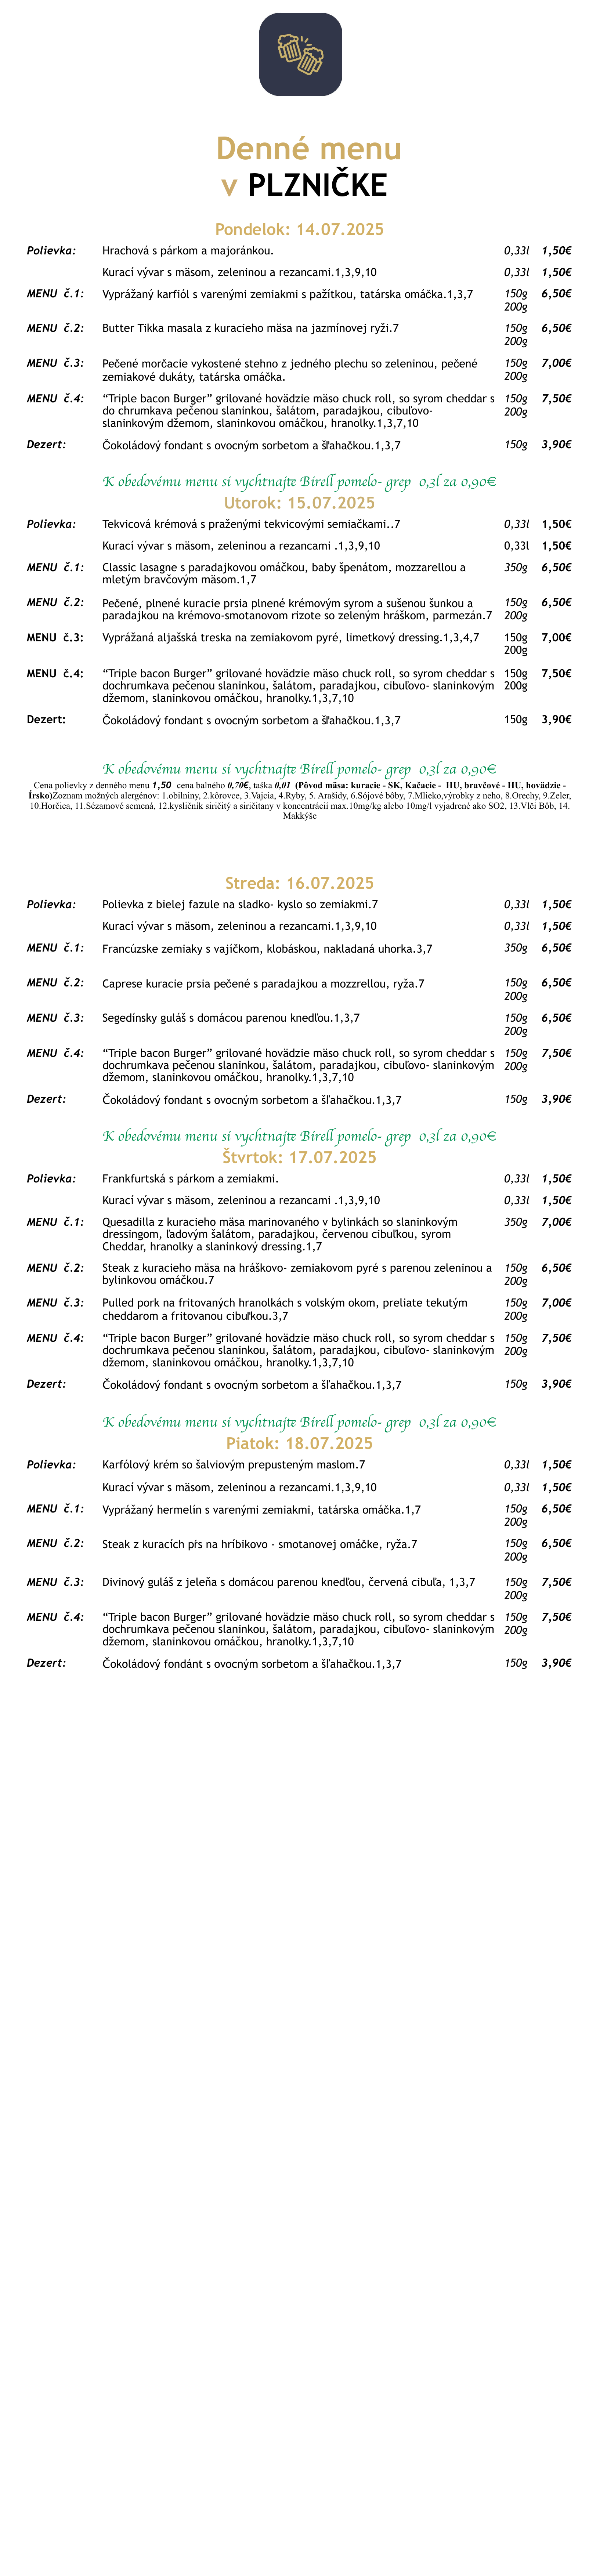 Denné menu
v PLZNIČKE
Pondelok: 14.07.2025
Polievka: Hrachová s párkom a majoránkou. 0,33l 1,50€
Kurací vývar s mäsom, zeleninou a rezancami.1,3,9,10 0,33l 1,50€
MENU č.1: Vyprážaný karfiól s varenými zemiakmi s pažítkou, tatárska omáčka.1,3,7 150g 6,50€
200g
MENU č.2: Butter Tikka masala z kuracieho mäsa na jazmínovej ryži.7 150g 6,50€
200g
MENU č.3: Pečené morčacie vykostené stehno z jedného plechu so zeleninou, pečené 150g 7,00€
zemiakové dukáty, tatárska omáčka. 200g
MENU č.4: “Triple bacon Burger” grilované hovädzie mäso chuck roll, so syrom cheddar s 150g 7,50€
do chrumkava pečenou slaninkou, šalátom, paradajkou, cibuľovo- 200g
slaninkovým džemom, slaninkovou omáčkou, hranolky.1,3,7,10
Dezert: Čokoládový fondant s ovocným sorbetom a šľahačkou.1,3,7 150g 3,90€
K obedovému menu si vychtnajte Birell pomelo- grep 0,3l za 0,90€
Utorok: 15.07.2025
Polievka: Tekvicová krémová s praženými tekvicovými semiačkami..7 0,33l 1,50€
Kurací vývar s mäsom, zeleninou a rezancami .1,3,9,10 0,33l 1,50€
MENU č.1: Classic lasagne s paradajkovou omáčkou, baby špenátom, mozzarellou a 350g 6,50€
mletým bravčovým mäsom.1,7
MENU č.2: Pečené, plnené kuracie prsia plnené krémovým syrom a sušenou šunkou a 150g 6,50€
paradajkou na krémovo-smotanovom rizote so zeleným hráškom, parmezán.7 200g
MENU č.3: Vyprážaná aljašská treska na zemiakovom pyré, limetkový dressing.1,3,4,7 150g 7,00€
200g
MENU č.4: “Triple bacon Burger” grilované hovädzie mäso chuck roll, so syrom cheddar s 150g 7,50€
dochrumkava pečenou slaninkou, šalátom, paradajkou, cibuľovo- slaninkovým 200g
džemom, slaninkovou omáčkou, hranolky.1,3,7,10
Dezert: Čokoládový fondant s ovocným sorbetom a šľahačkou.1,3,7 150g 3,90€
K obedovému menu si vychtnajte Birell pomelo- grep 0,3l za 0,90€
Cena polievky z denného menu 1,50 cena balného 0,70€, taška 0,01 (Pôvod mäsa: kuracie - SK, Kačacie - HU, bravčové - HU, hovädzie -
Írsko)Zoznam možných alergénov: 1.obilniny, 2.kôrovce, 3.Vajcia, 4.Ryby, 5. Arašidy, 6.Sójové bôby, 7.Mlieko,výrobky z neho, 8.Orechy, 9.Zeler,
10.Horčica, 11.Sézamové semená, 12.kysličník siričitý a siričitany v koncentrácii max.10mg/kg alebo 10mg/l vyjadrené ako SO2, 13.Vlčí Bôb, 14.
Makkýše
Streda: 16.07.2025
Polievka: Polievka z bielej fazule na sladko- kyslo so zemiakmi.7 0,33l 1,50€
Kurací vývar s mäsom, zeleninou a rezancami.1,3,9,10 0,33l 1,50€
MENU č.1: Francúzske zemiaky s vajíčkom, klobáskou, nakladaná uhorka.3,7 350g 6,50€
MENU č.2: Caprese kuracie prsia pečené s paradajkou a mozzrellou, ryža.7 150g 6,50€
200g
MENU č.3: Segedínsky guláš s domácou parenou knedľou.1,3,7 150g 6,50€
200g
MENU č.4: “Triple bacon Burger” grilované hovädzie mäso chuck roll, so syrom cheddar s 150g 7,50€
dochrumkava pečenou slaninkou, šalátom, paradajkou, cibuľovo- slaninkovým 200g
džemom, slaninkovou omáčkou, hranolky.1,3,7,10
Dezert: Čokoládový fondant s ovocným sorbetom a šľahačkou.1,3,7 150g 3,90€
K obedovému menu si vychtnajte Birell pomelo- grep 0,3l za 0,90€
Štvrtok: 17.07.2025
Polievka: Frankfurtská s párkom a zemiakmi. 0,33l 1,50€
Kurací vývar s mäsom, zeleninou a rezancami .1,3,9,10 0,33l 1,50€
MENU č.1: Quesadilla z kuracieho mäsa marinovaného v bylinkách so slaninkovým 350g 7,00€
dressingom, ľadovým šalátom, paradajkou, červenou cibuľkou, syrom
Cheddar, hranolky a slaninkový dressing.1,7
MENU č.2: Steak z kuracieho mäsa na hráškovo- zemiakovom pyré s parenou zeleninou a 150g 6,50€
bylinkovou omáčkou.7 200g
MENU č.3: Pulled pork na fritovaných hranolkách s volským okom, preliate tekutým 150g 7,00€
cheddarom a fritovanou cibuľkou.3,7 200g
MENU č.4: “Triple bacon Burger” grilované hovädzie mäso chuck roll, so syrom cheddar s 150g 7,50€
dochrumkava pečenou slaninkou, šalátom, paradajkou, cibuľovo- slaninkovým 200g
džemom, slaninkovou omáčkou, hranolky.1,3,7,10
Dezert: Čokoládový fondant s ovocným sorbetom a šľahačkou.1,3,7 150g 3,90€
K obedovému menu si vychtnajte Birell pomelo- grep 0,3l za 0,90€
Piatok: 18.07.2025
Polievka: Karfólový krém so šalviovým prepusteným maslom.7 0,33l 1,50€
Kurací vývar s mäsom, zeleninou a rezancami.1,3,9,10 0,33l 1,50€
MENU č.1: Vyprážaný hermelín s varenými zemiakmi, tatárska omáčka.1,7 150g 6,50€
200g
MENU č.2: Steak z kuracích pŕs na hríbikovo - smotanovej omáčke, ryža.7 150g 6,50€
200g
MENU č.3: Divinový guláš z jeleňa s domácou parenou knedľou, červená cibuľa, 1,3,7 150g 7,50€
200g
MENU č.4: “Triple bacon Burger” grilované hovädzie mäso chuck roll, so syrom cheddar s 150g 7,50€
dochrumkava pečenou slaninkou, šalátom, paradajkou, cibuľovo- slaninkovým 200g
džemom, slaninkovou omáčkou, hranolky.1,3,7,10
Dezert: Čokoládový fondánt s ovocným sorbetom a šľahačkou.1,3,7 150g 3,90€